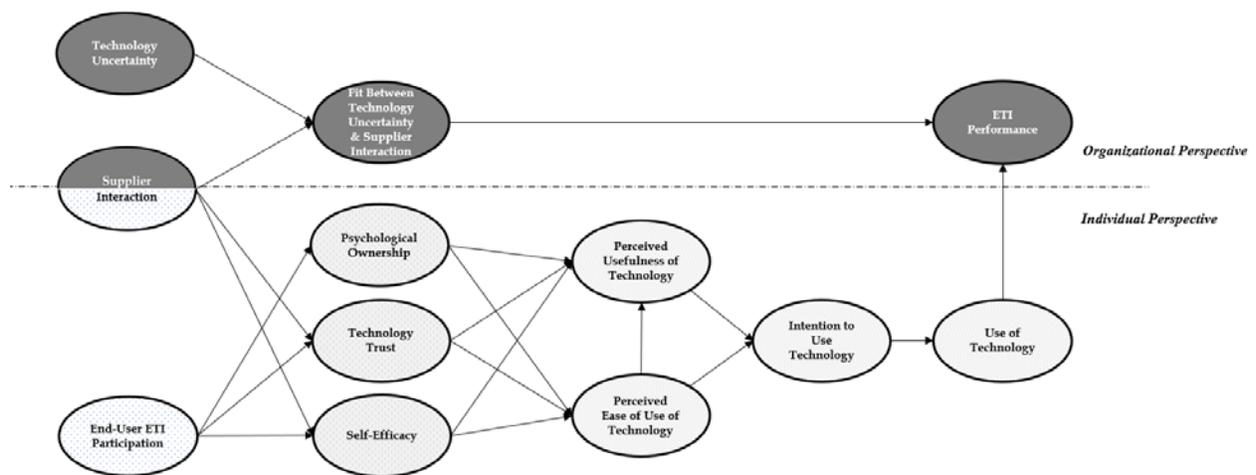 Technology
Uncertainty
Fit Between
Technology
Uncertainty
& Supplier
Interaction
ETI
Performance
Organizational Perspective
Supplier
Interaction
Individual Perspective
Psychological
Ownership
Perceived
Usefulness of
Technology
Technology
Trust
Intention to
Use
Technology
Use of
Technology
End-User ETI
Participation
Self-Efficacy
Perceived
Ease of Use of
Technology